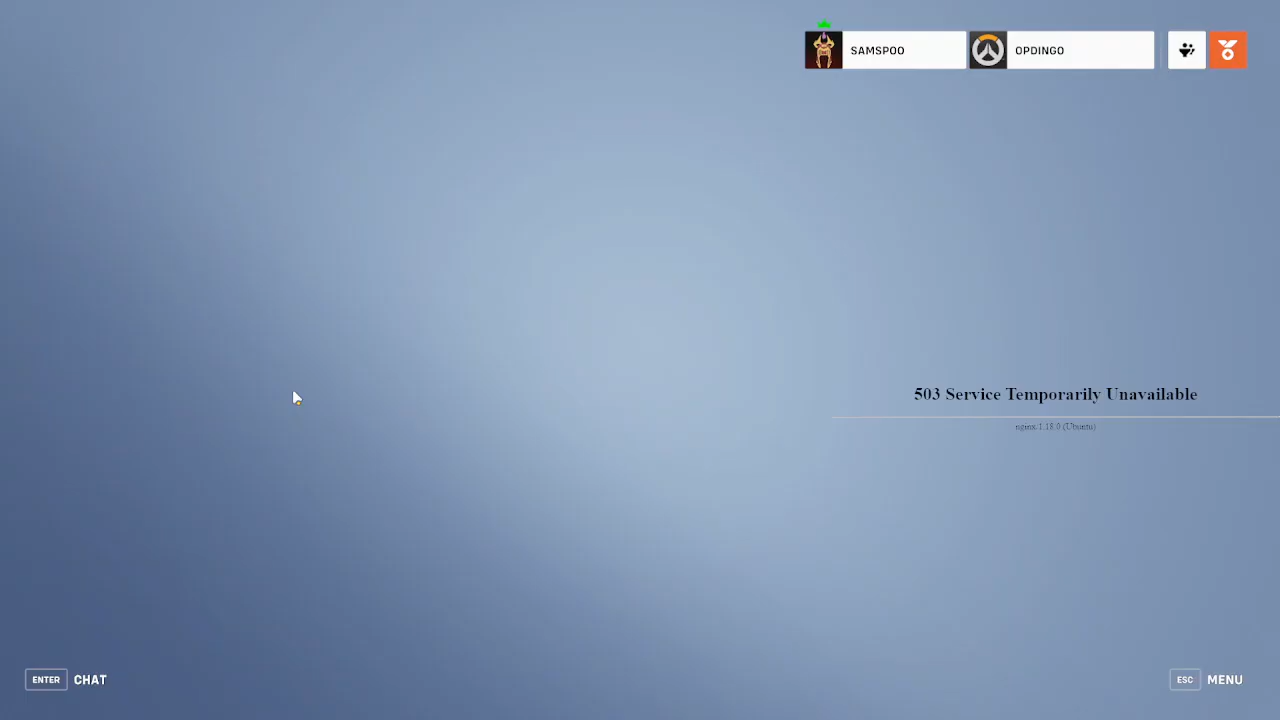 SAMSPOO
OPDINGO
503 Service Temporarily Unavailable
nginx/1.18.0 (Ubuntu)
ENTER CHAT
ESC MENU